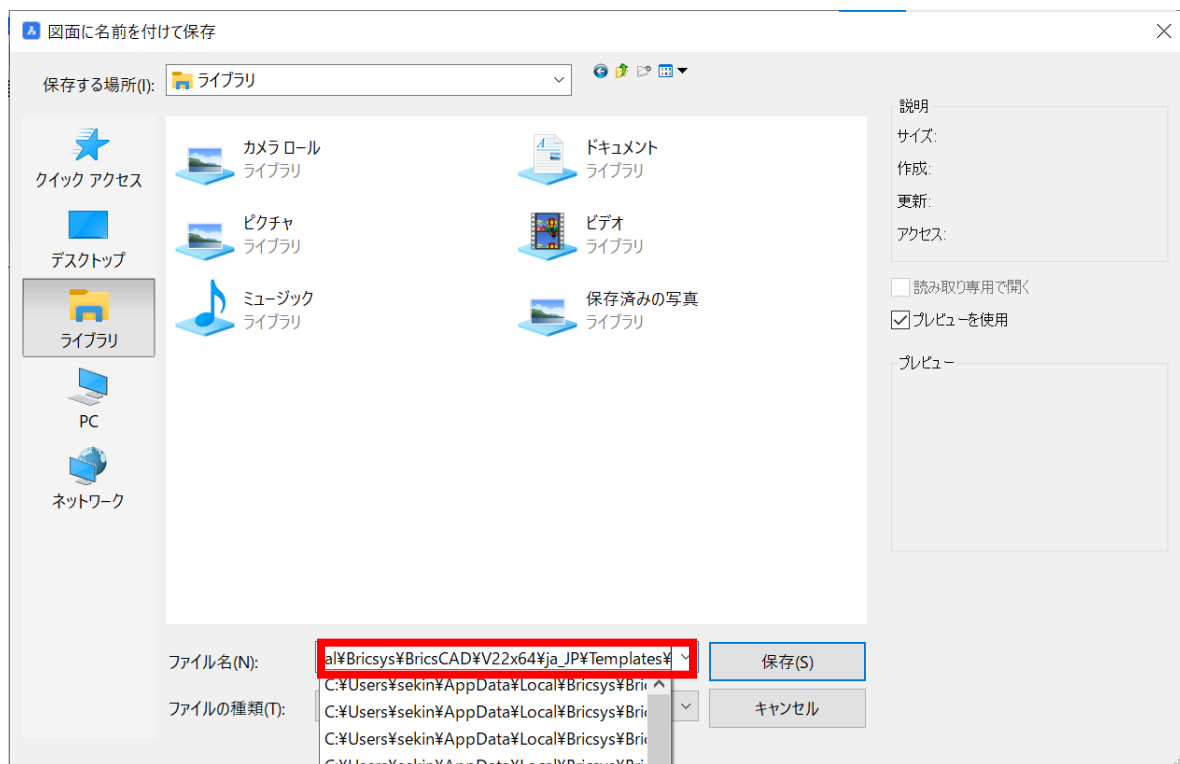 図面に名前を付けて保存
保存する場所(I):
ライブラリ
クイック アクセス
デスクトップ
ライブラリ
PC
ネットワーク
カメラ ロール
ライブラリ
ドキュメント
ライブラリ
ピクチャ
ライブラリ
ビデオ
ライブラリ
ミュージック
ライブラリ
保存済みの写真
ライブラリ
説明
サイズ:
作成:
更新:
アクセス:
読み取り専用で開く
プレビューを使用
プレビュー
ファイル名(N):
al¥Bricsys¥BricsCAD¥V22x64¥ja_JP¥Templates¥
保存(S)
C:¥Users¥sekin¥AppData¥Local¥Bricsys¥Bric
ファイルの種類(T):
C:¥Users¥sekin¥AppData¥Local¥Bricsys¥Bric
キャンセル
C:¥Users¥sekin¥AppData¥Local¥Bricsys¥Bric
C:¥Users¥sekin¥AppData¥Local¥Bricsys¥Bric